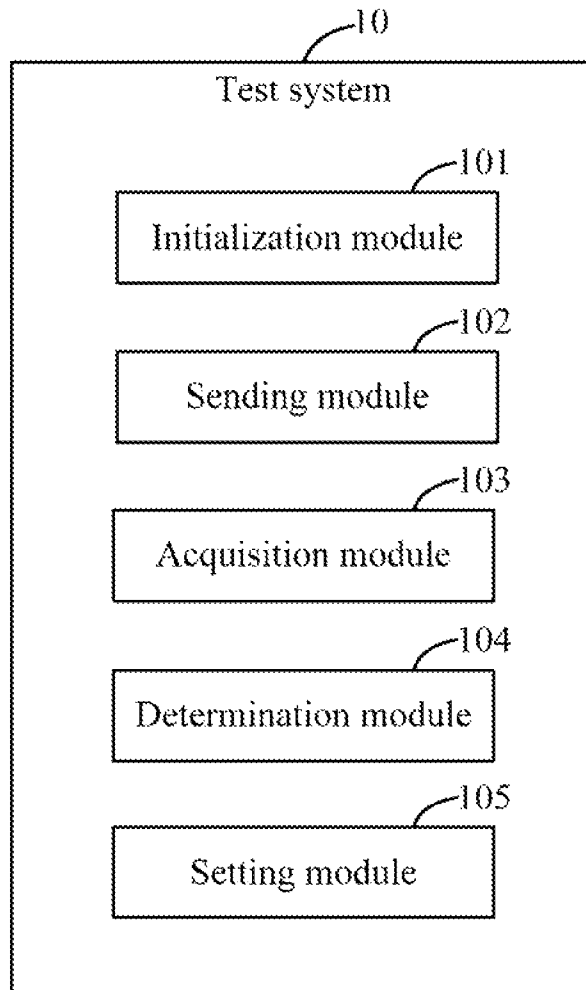 10
Test system
101
Initialization module
102
Sending module
103
Acquisition module
104
Determination module
105
Setting module